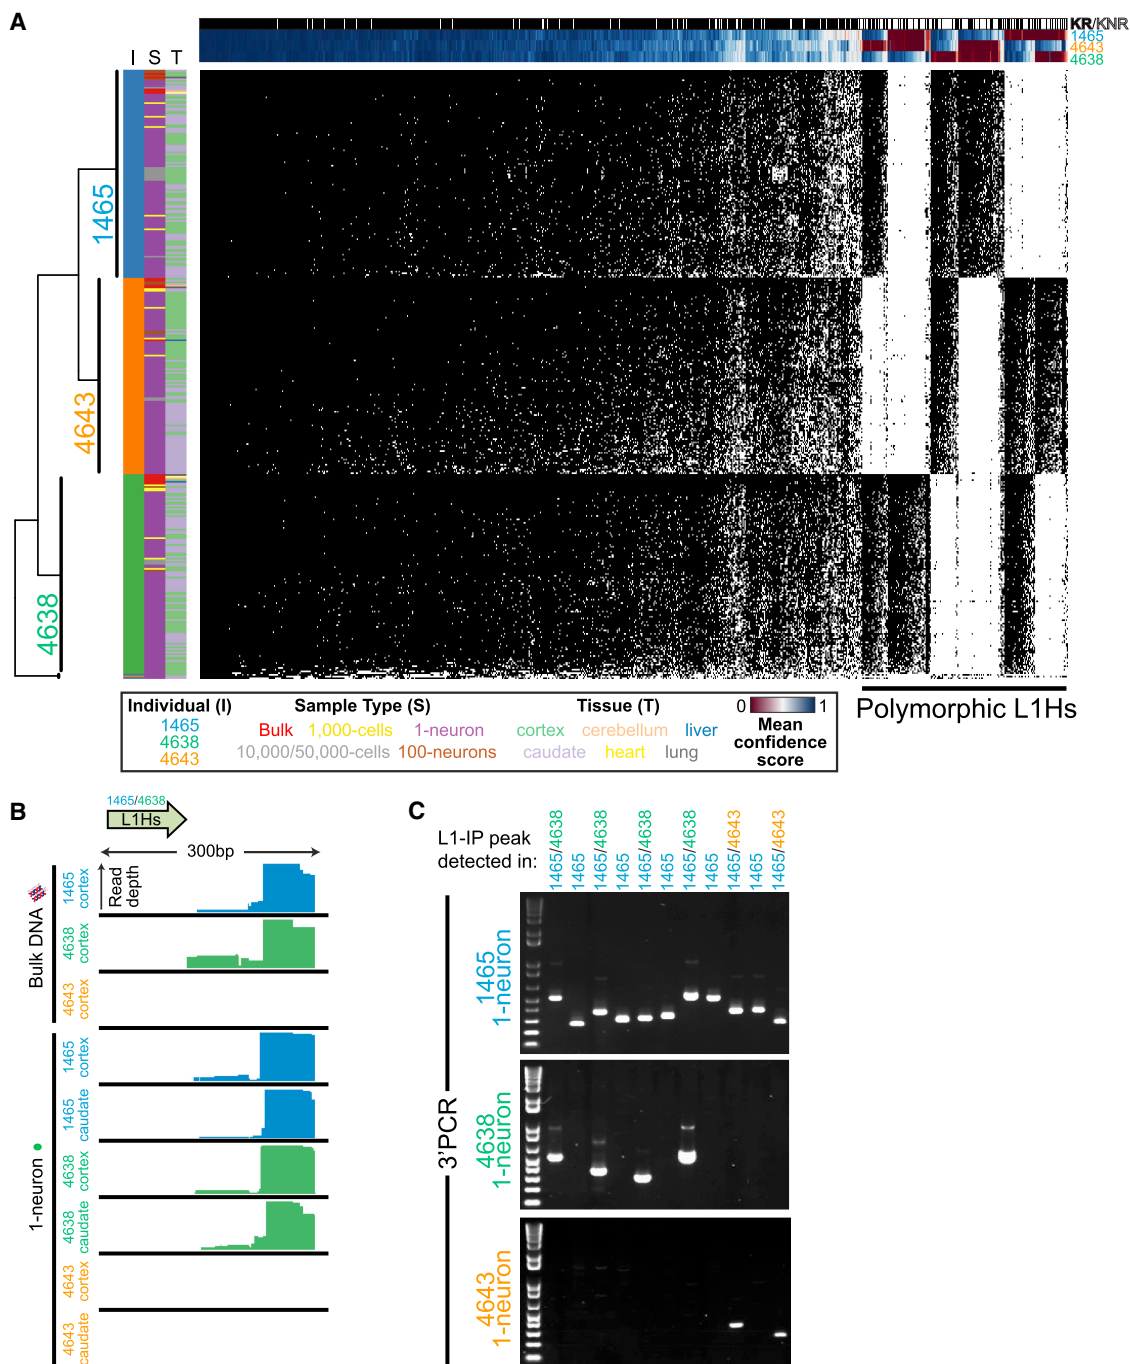 A
KR/KNR
1465
4643
4638
I S T
1465
4643
4638
Polymorphic L1Hs
Individual (I)
1465
4638
4643
Sample Type (S)
Bulk 1,000-cells 1-neuron
10,000/50,000-cells 100-neurons
Tissue (T)
cortex cerebellum liver
caudate heart lung
0 1
Mean
confidence
score
B
1465/4638
L1Hs
300bp
Read
depth
Bulk DNA
1465
cortex
4638
cortex
4643
cortex
1-neuron
1465
cortex
1465
caudate
4638
cortex
4638
caudate
4643
cortex
4643
caudate
C
L1-IP peak
detected in:
1465/4638
1465
1465/4638
1465
1465/4638
1465
1465/4638
1465
1465/4643
1465
1465/4643
3'PCR
1465
1-neuron
4638
1-neuron
4643
1-neuron